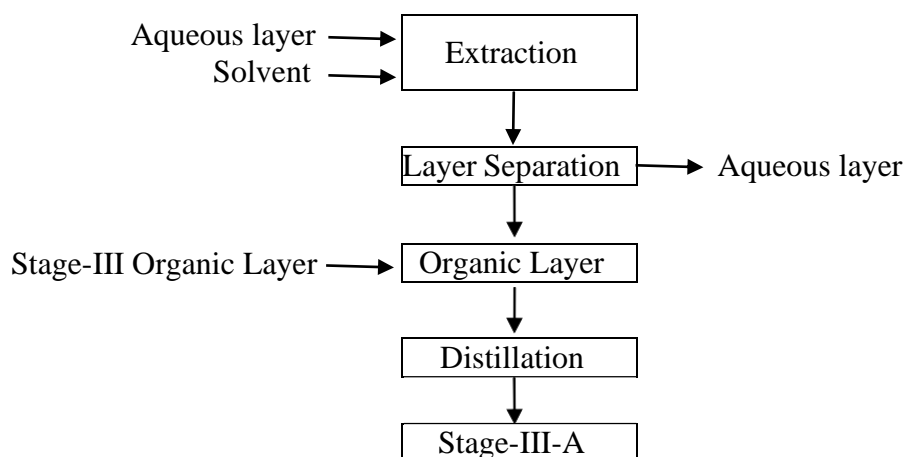 Aqueous layer
Solvent
Extraction
Layer Separation
Aqueous layer
Stage-III Organic Layer
Organic Layer
Distillation
Stage-III-A